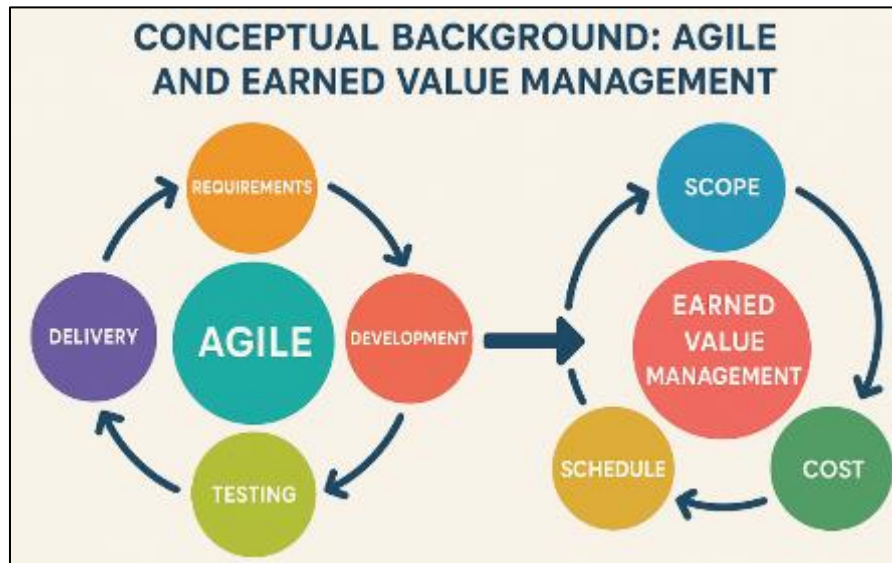 CONCEPTUAL BACKGROUND: AGILE
AND EARNED VALUE MANAGEMENT
REQUIREMENTS
DELIVERY
AGILE
DEVELOPMENT
TESTING
SCOPE
EARNED
VALUE
MANAGEMENT
SCHEDULE
COST